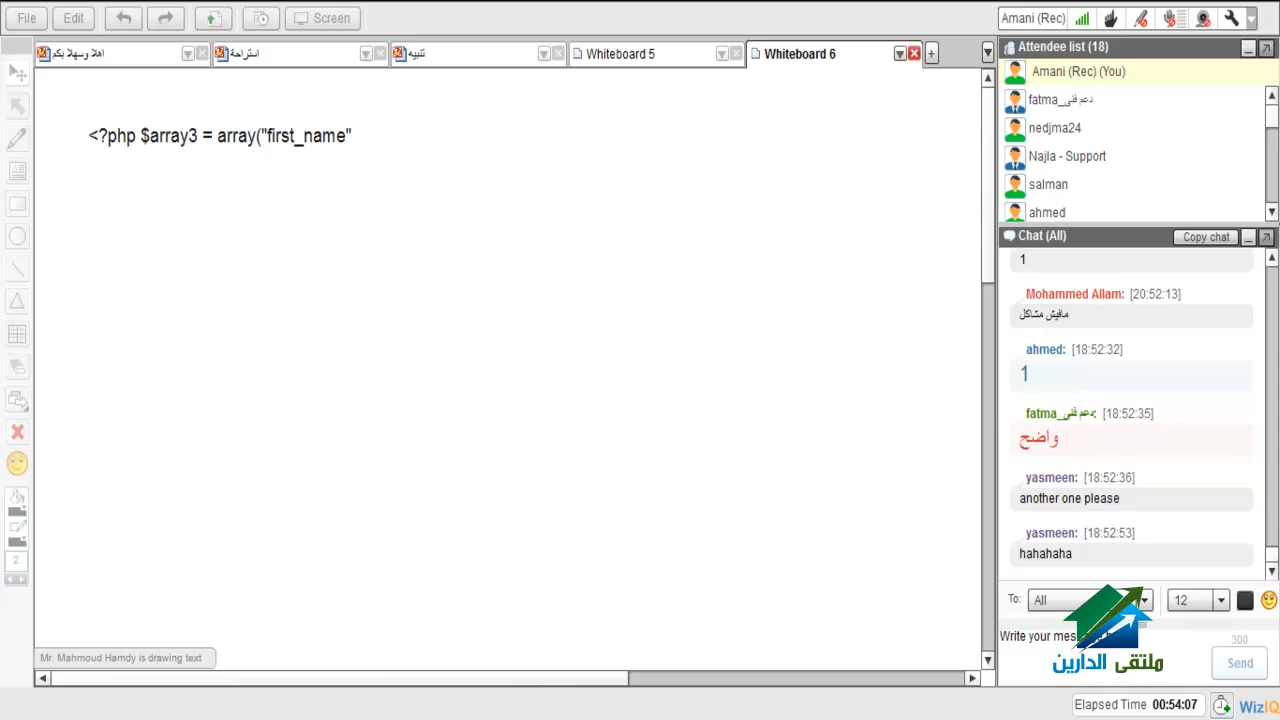 File
Edit
Screen
Amani (Rec)
اهلا وسهلا بكم
استراحة
تنبيه
Whiteboard 5
Whiteboard 6
<?php $array3 = array("first_name"
Mr. Mahmoud Hamdy is drawing text
2
Attendee list (18)
Amani (Rec) (You)
fatma_دعم فنى
nedjma24
Najla - Support
salman
ahmed
Chat (All)
Copy chat
1
Mohammed Allam: [20:52:13]
مافيش مشاكل
ahmed: [18:52:32]
1
fatma_دعم فنى: [18:52:35]
واضح
yasmeen: [18:52:36]
another one please
yasmeen: [18:52:53]
hahahaha
To:
All
12
Write your mes
300
Send
ملتقى الدارين
Elapsed Time 00:54:07
WizIQ